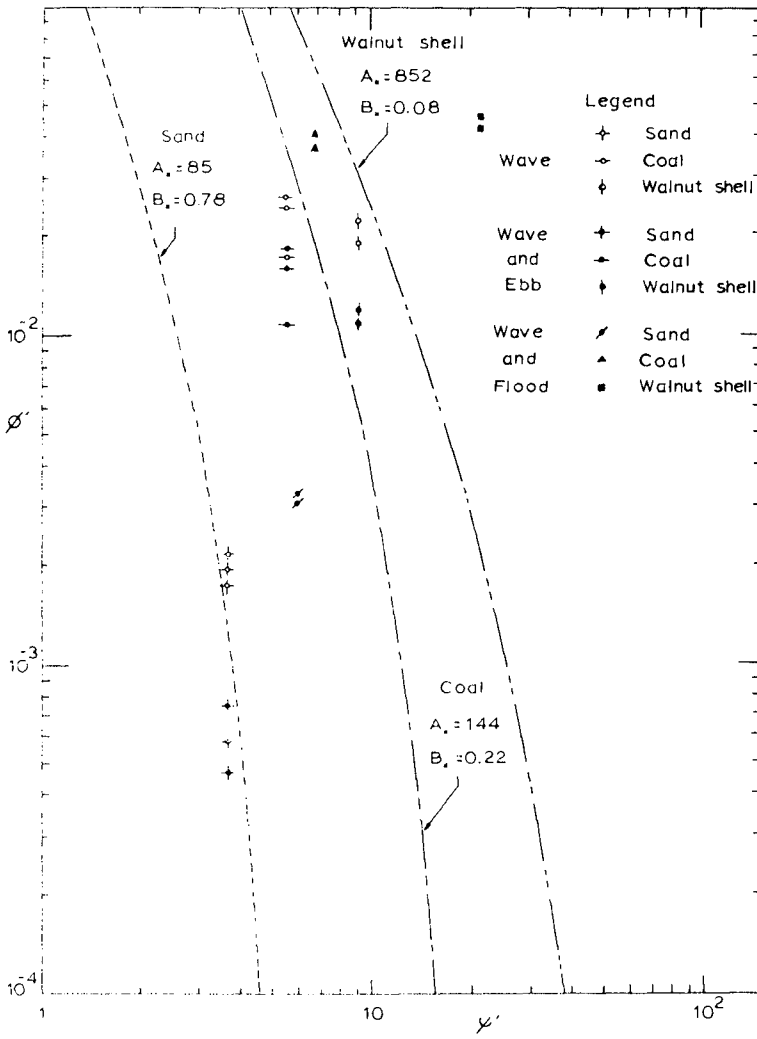 Walnut shell
A* = 852
B* = 0.08
Sand
A* = 85
B* = 0.78
Legend
Wave
Sand
Coal
Walnut shell
Wave and Ebb
Sand
Coal
Walnut shell
Wave and Flood
Sand
Coal
Walnut shell
Coal
A* = 144
B* = 0.22
10⁻²
ø'
10⁻³
10⁻⁴
1
10
10²
ψ'